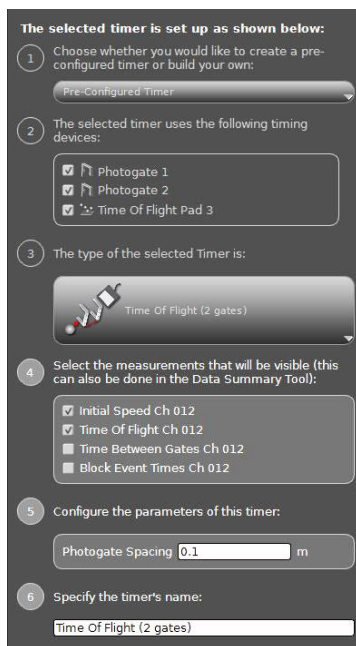 The selected timer is set up as shown below:
1
Choose whether you would like to create a pre-
configured timer or build your own:
Pre-Configured Timer
2
The selected timer uses the following timing
devices:
Photogate 1
Photogate 2
Time Of Flight Pad 3
3
The type of the selected Timer is:
Time Of Flight (2 gates)
4
Select the measurements that will be visible (this
can also be done in the Data Summary Tool):
Initial Speed Ch 012
Time Of Flight Ch 012
Time Between Gates Ch 012
Block Event Times Ch 012
5
Configure the parameters of this timer:
Photogate Spacing 0.1 m
6
Specify the timer's name:
Time Of Flight (2 gates)